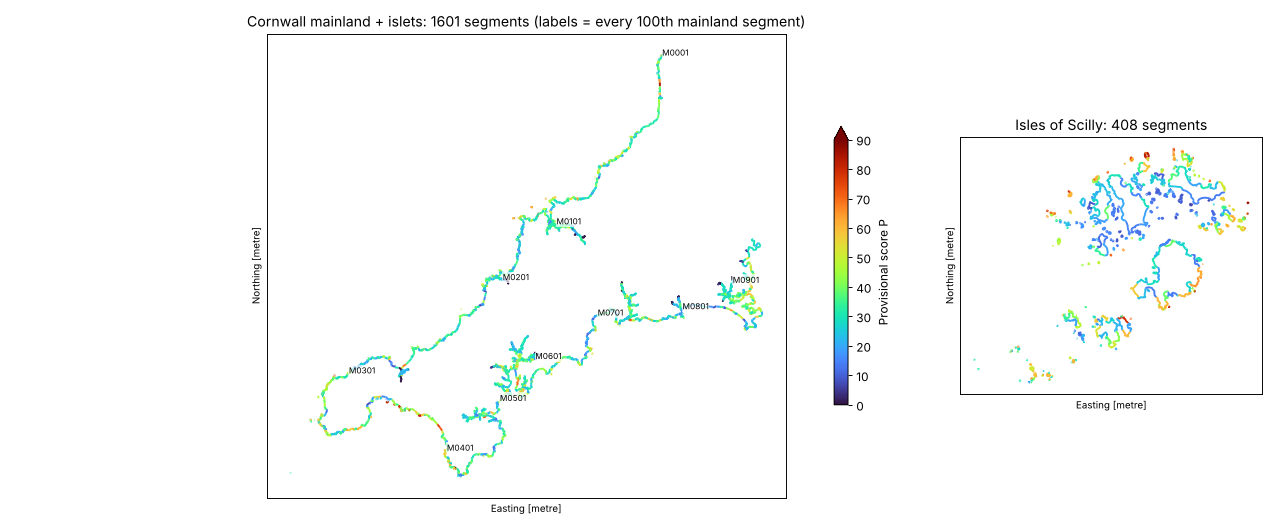 Cornwall mainland + islets: 1601 segments (labels = every 100th mainland segment)
M0001
M0101
M0201
M0901
M0801
M0701
M0601
M0301
M0501
M0401
Northing [metre]
Easting [metre]
90
80
70
60
50
40
30
20
10
0
Provisional score P
Isles of Scilly: 408 segments
Northing [metre]
Easting [metre]